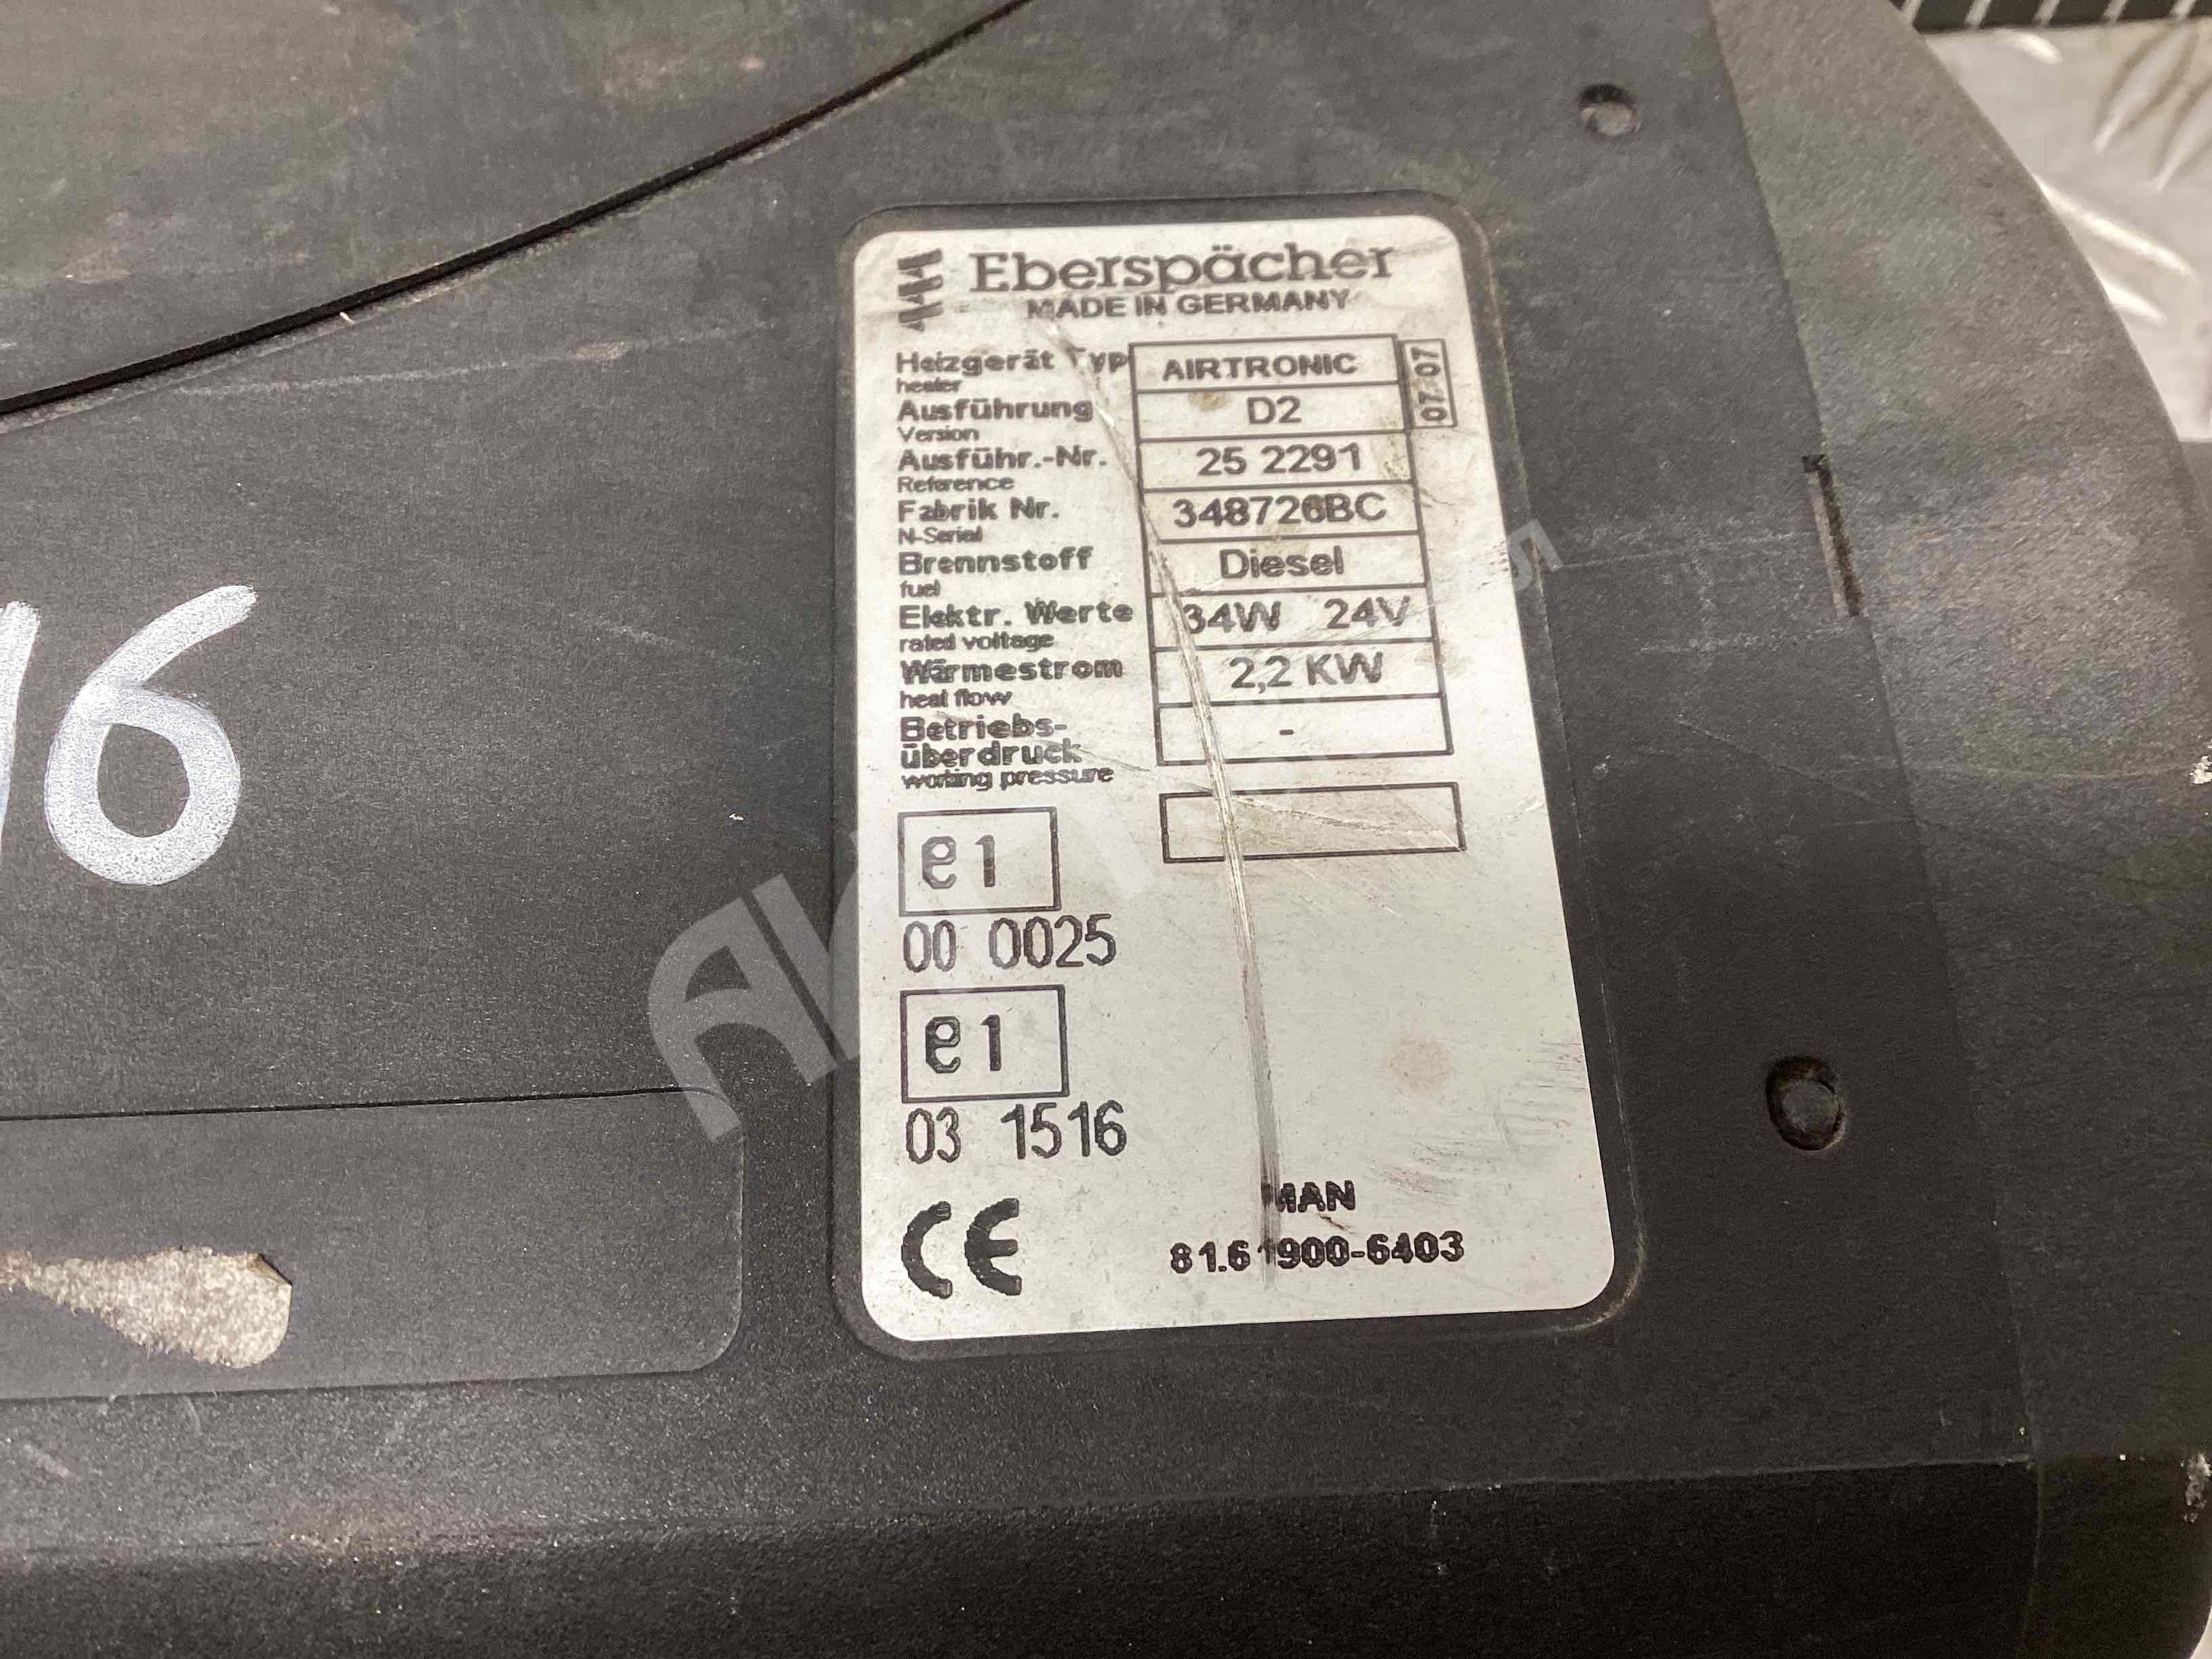 Eberspächer
MADE IN GERMANY
Heizgerät Typ AIRTRONIC 07 07
heater
Ausführung D2
Version
Ausführ.-Nr. 25 2291
Reference
Fabrik Nr. 348726BC
N-Serial
Brennstoff Diesel
fuel
Elektr. Werte 34W 24V
rated voltage
Wärmestrom 2,2 KW
heat flow
Betriebs- -
überdruck
working pressure
e1
00 0025
e1
03 1516
CE
MAN
81.61900-6403
16